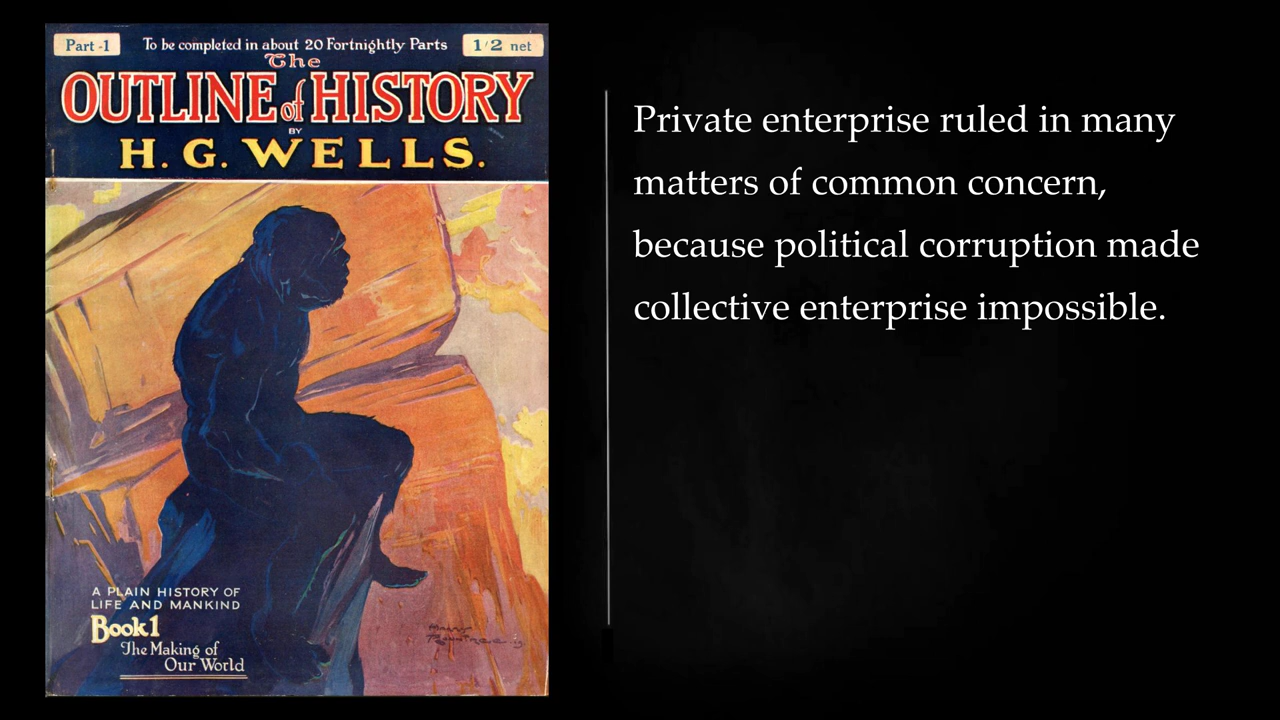 Part -1
To be completed in about 20 Fortnightly Parts
1/2 net
The
OUTLINE of HISTORY
BY
H. G. WELLS.
A PLAIN HISTORY OF
LIFE AND MANKIND
Book 1
The Making of
Our World
Private enterprise ruled in many
matters of common concern,
because political corruption made
collective enterprise impossible.